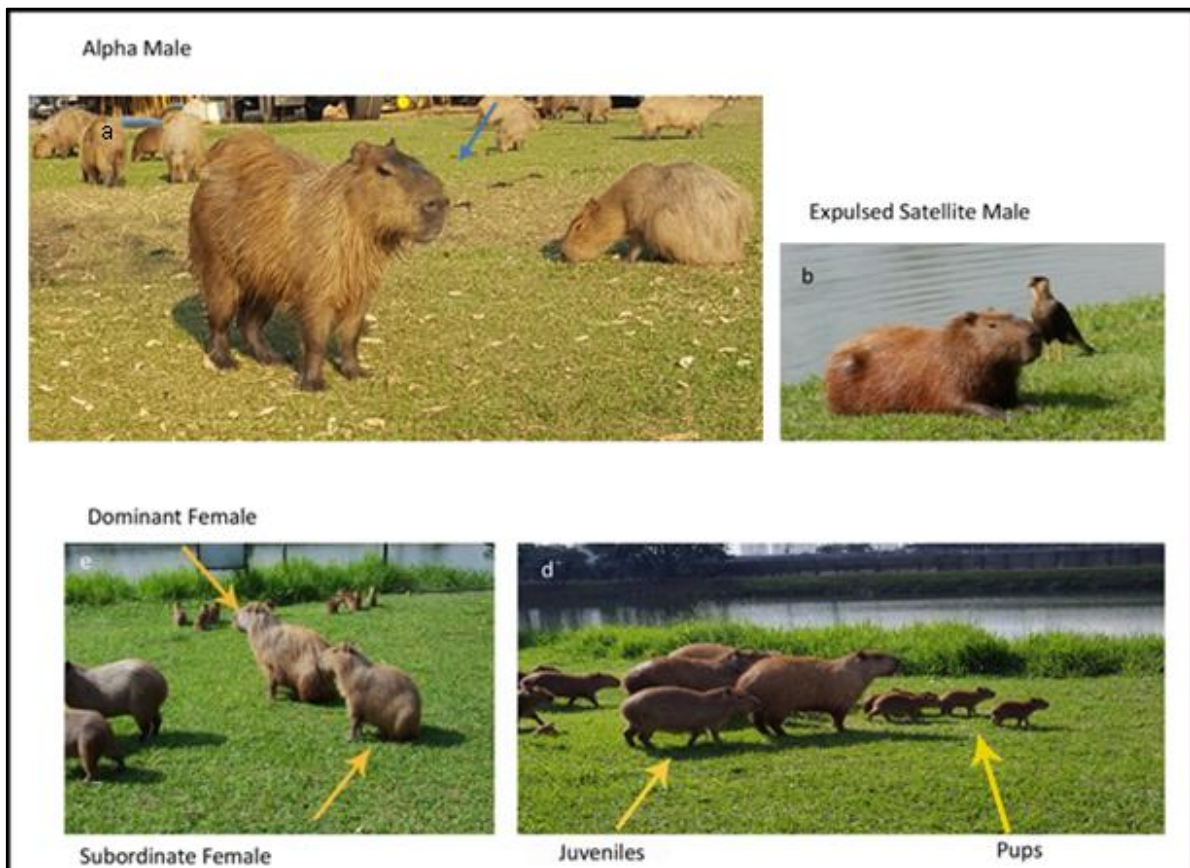 Alpha Male
a
Expulsed Satellite Male
b
Dominant Female
e
d
Subordinate Female
Juveniles
Pups